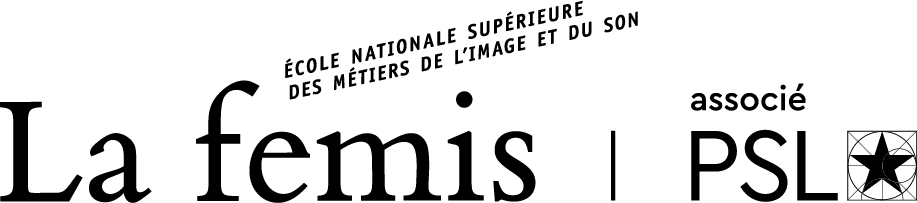 ÉCOLE NATIONALE SUPÉRIEURE
DES MÉTIERS DE L'IMAGE ET DU SON
La femis
associé
PSL